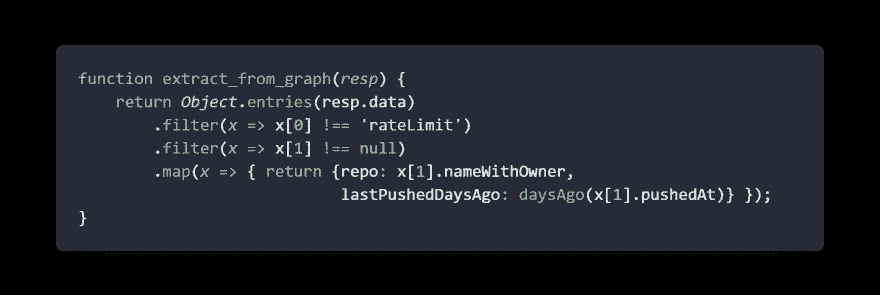 function extract_from_graph(resp) {
    return Object.entries(resp.data)
        .filter(x => x[0] !== 'rateLimit')
        .filter(x => x[1] !== null)
        .map(x => { return {repo: x[1].nameWithOwner,
                            lastPushedDaysAgo: daysAgo(x[1].pushedAt)} });
}